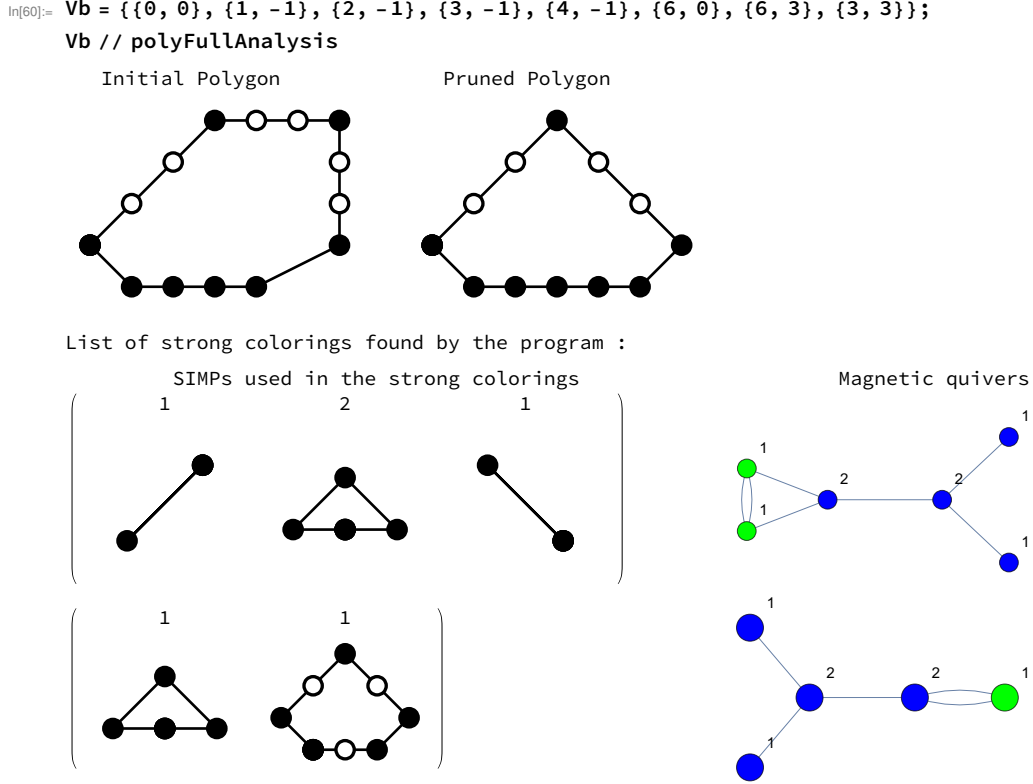 In[60]:= Vb = {{0, 0}, {1, -1}, {2, -1}, {3, -1}, {4, -1}, {6, 0}, {6, 3}, {3, 3}};
Vb // polyFullAnalysis
Initial Polygon Pruned Polygon
List of strong colorings found by the program :
SIMPs used in the strong colorings Magnetic quivers
1 2 1
1
1
2 2
1
1
1 1
1
2 2 1
1